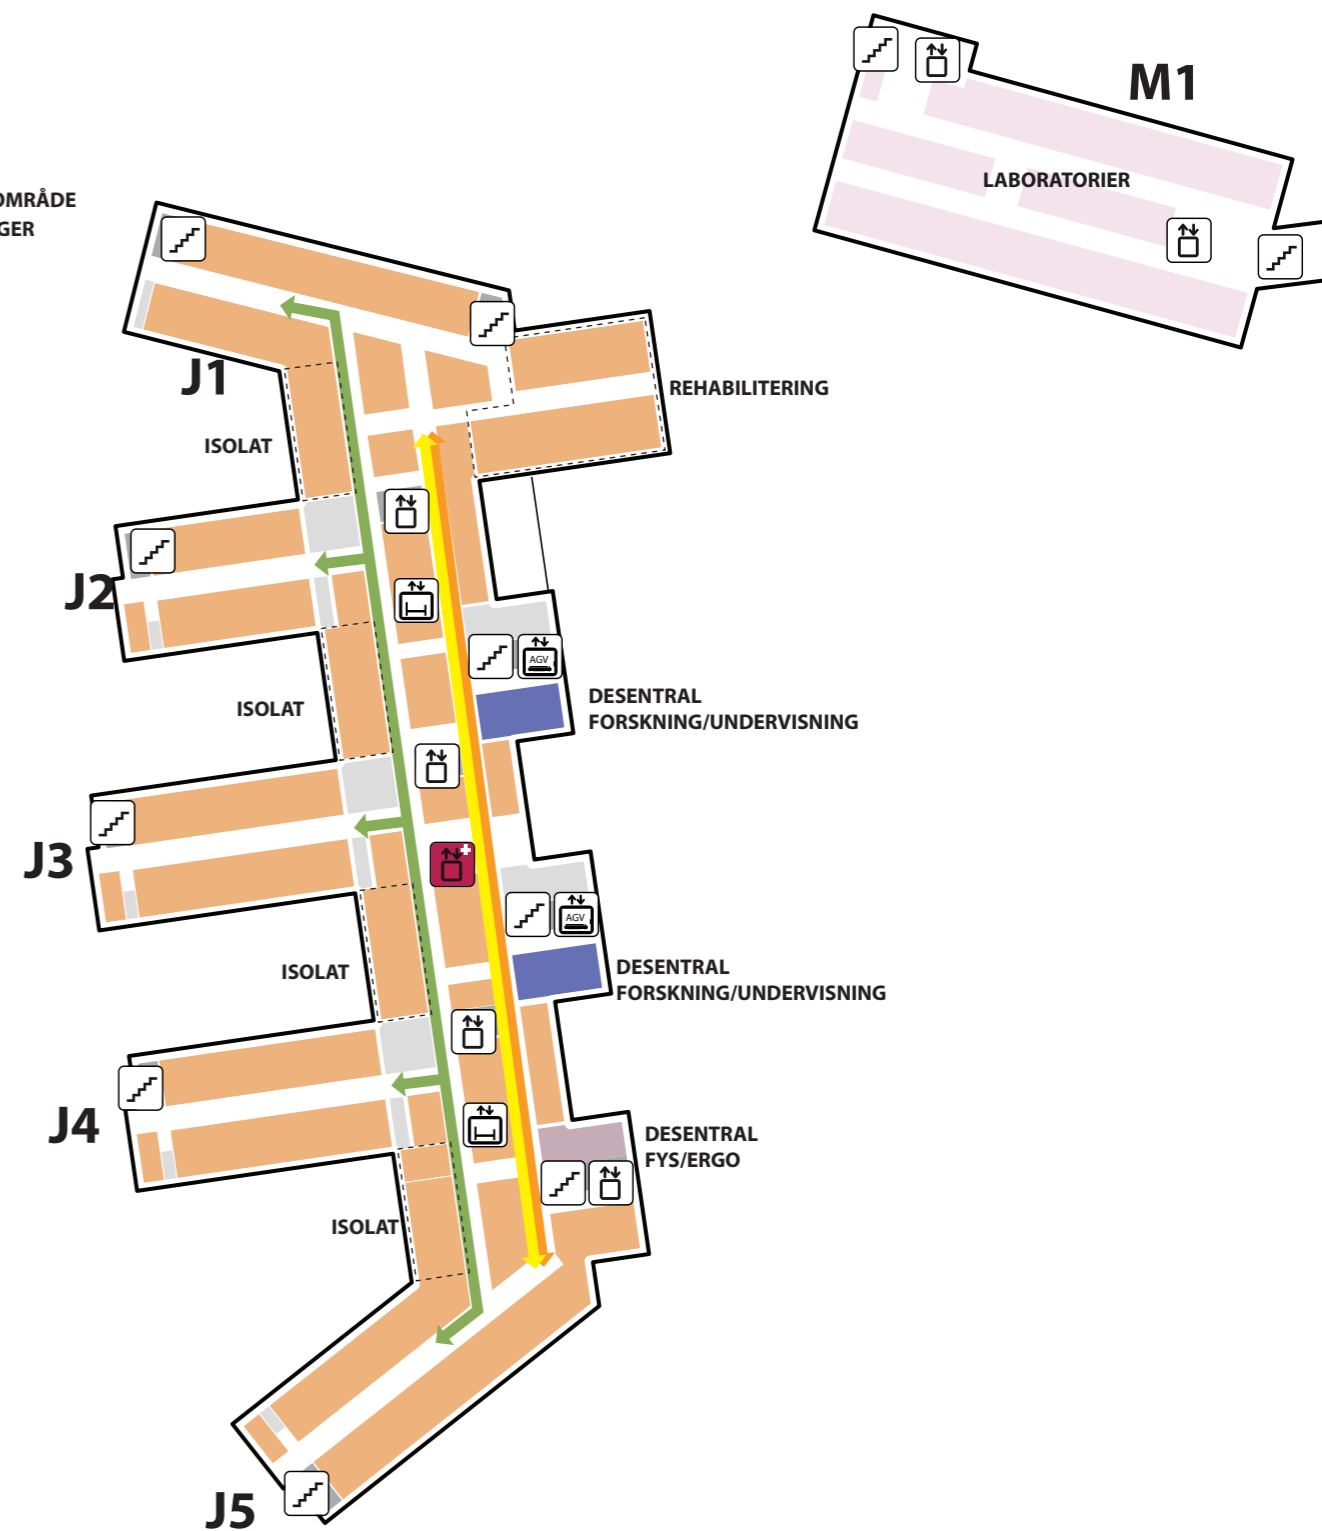 M1
LABORATORIER
OMRÅDE
GER
J1
REHABILITERING
ISOLAT
J2
AGV
DESENTRAL
FORSKNING/UNDERVISNING
ISOLAT
J3
AGV
ISOLAT
DESENTRAL
FORSKNING/UNDERVISNING
J4
DESENTRAL
FYS/ERGO
ISOLAT
J5